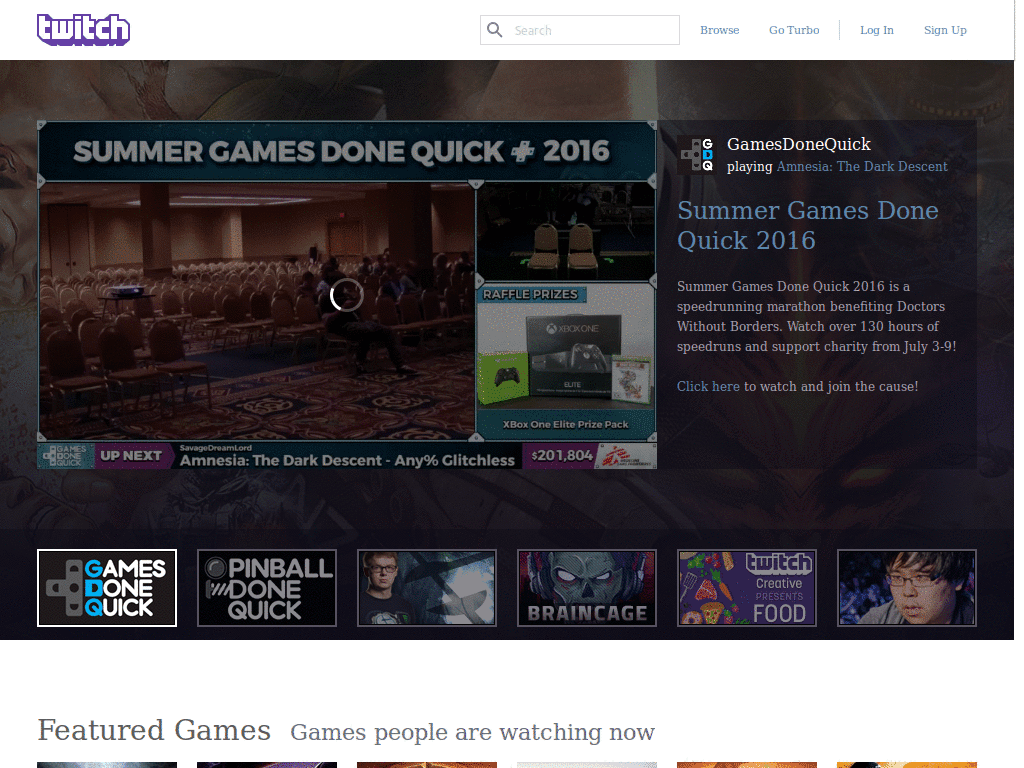 twitch
Search
Browse
Go Turbo
Log In
Sign Up
SUMMER GAMES DONE QUICK 2016
RAFFLE PRIZES
XBOX ONE
ELITE
XBox One Elite Prize Pack
GAMES
DONE
QUICK
UP NEXT
SavageDreamLord
Amnesia: The Dark Descent - Any% Glitchless
$201,804
GDQ
GamesDoneQuick
playing Amnesia: The Dark Descent
Summer Games Done
Quick 2016
Summer Games Done Quick 2016 is a
speedrunning marathon benefiting Doctors
Without Borders. Watch over 130 hours of
speedruns and support charity from July 3-9!
Click here to watch and join the cause!
GAMES
DONE
QUICK
PINBALL
DONE
QUICK
BRAINCAGE
twitch
Creative
PRESENTS
FOOD
Featured Games Games people are watching now